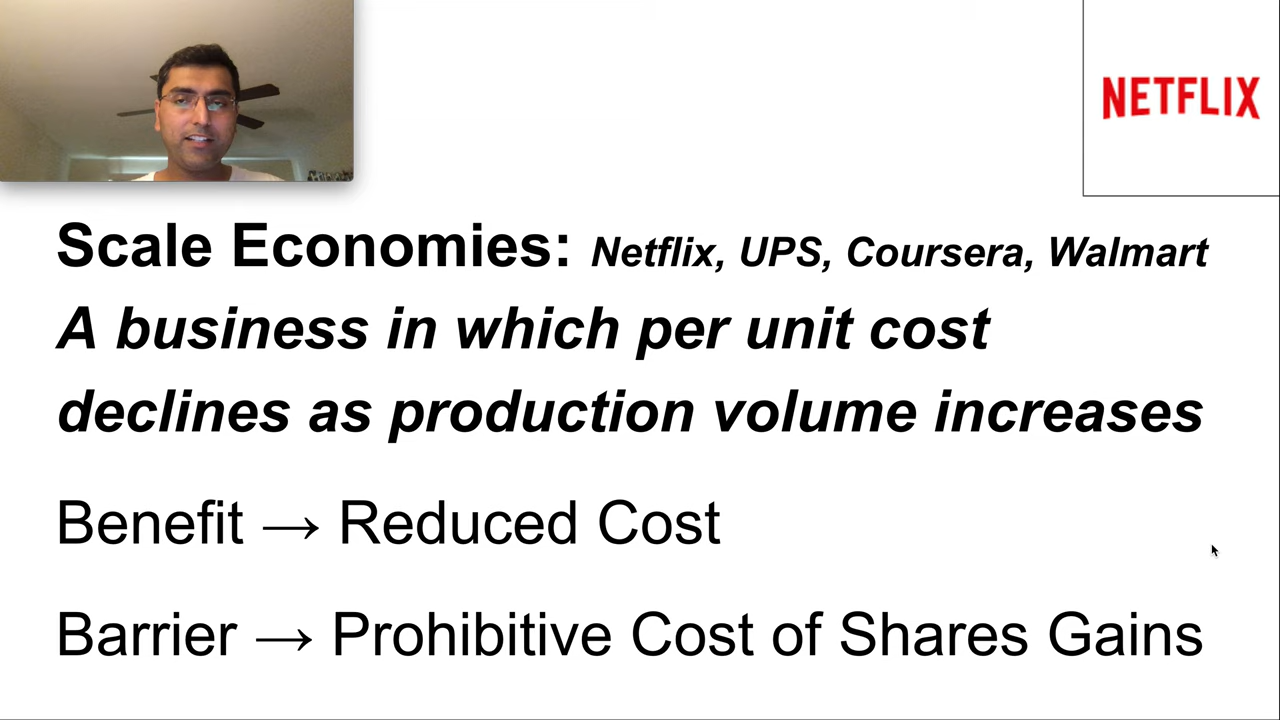 NETFLIX
Scale Economies: Netflix, UPS, Coursera, Walmart
A business in which per unit cost
declines as production volume increases
Benefit → Reduced Cost
Barrier → Prohibitive Cost of Shares Gains